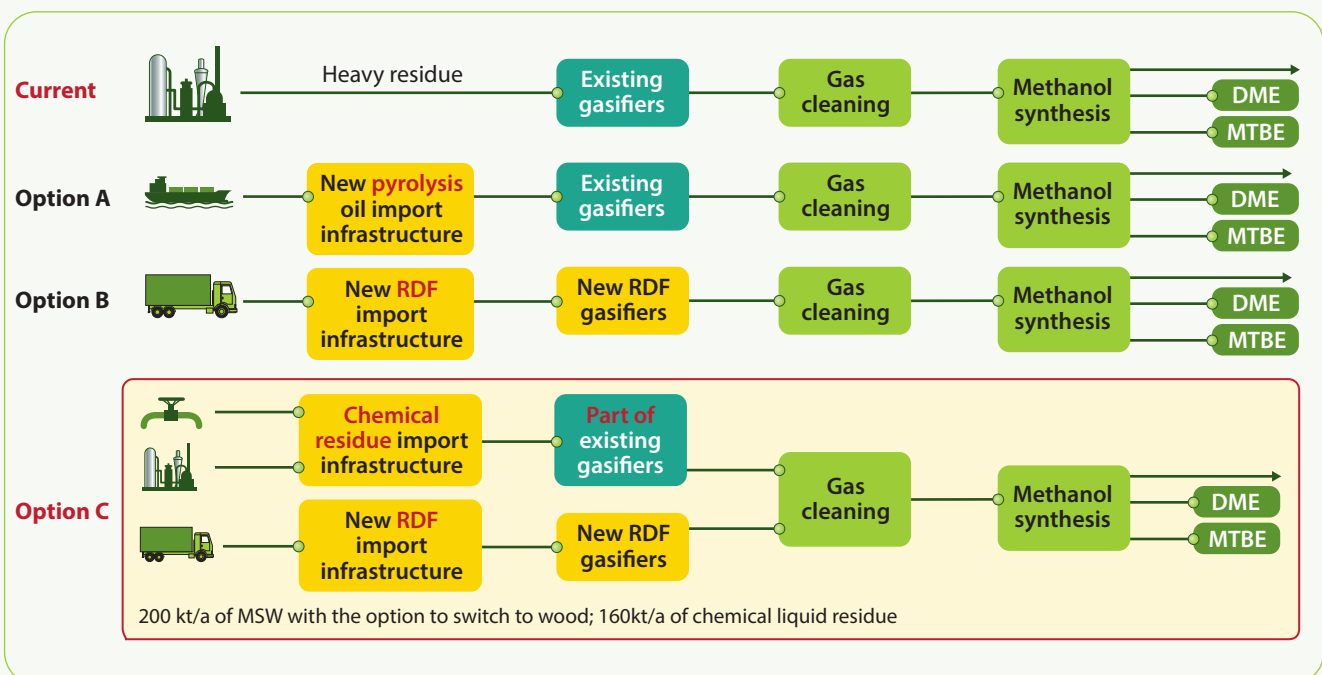 Current
Heavy residue
Existing
gasifiers
Gas
cleaning
Methanol
synthesis
DME
MTBE
Option A
New pyrolysis
oil import
infrastructure
Existing
gasifiers
Gas
cleaning
Methanol
synthesis
DME
MTBE
Option B
New RDF
import
infrastructure
New RDF
gasifiers
Gas
cleaning
Methanol
synthesis
DME
MTBE
Option C
Chemical
residue import
infrastructure
Part of
existing
gasifiers
New RDF
import
infrastructure
New RDF
gasifiers
Gas
cleaning
Methanol
synthesis
DME
MTBE
200 kt/a of MSW with the option to switch to wood; 160kt/a of chemical liquid residue